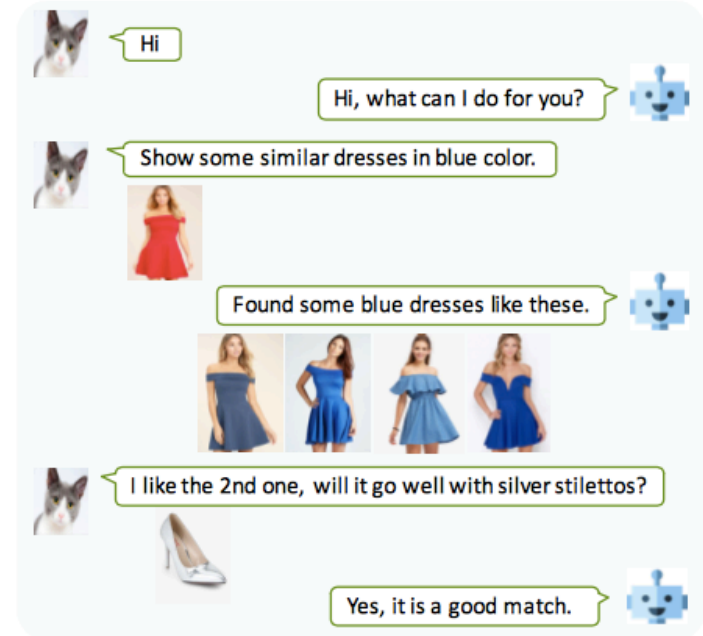 Hi
Hi, what can I do for you?
Show some similar dresses in blue color.
Found some blue dresses like these.
I like the 2nd one, will it go well with silver stilettos?
Yes, it is a good match.